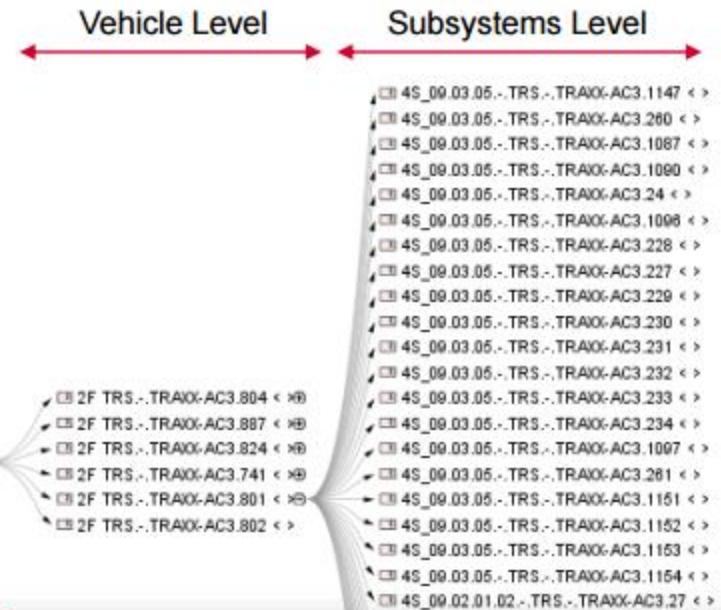 Vehicle Level
Subsystems Level
4S_09.03.05.-.TRS.-.TRAXX-AC3.1147 < >
4S_09.03.05.-.TRS.-.TRAXX-AC3.260 < >
4S_09.03.05.-.TRS.-.TRAXX-AC3.1087 < >
4S_09.03.05.-.TRS.-.TRAXX-AC3.1090 < >
4S_09.03.05.-.TRS.-.TRAXX-AC3.24 < >
4S_09.03.05.-.TRS.-.TRAXX-AC3.1096 < >
4S_09.03.05.-.TRS.-.TRAXX-AC3.228 < >
4S_09.03.05.-.TRS.-.TRAXX-AC3.227 < >
4S_09.03.05.-.TRS.-.TRAXX-AC3.229 < >
4S_09.03.05.-.TRS.-.TRAXX-AC3.230 < >
4S_09.03.05.-.TRS.-.TRAXX-AC3.231 < >
4S_09.03.05.-.TRS.-.TRAXX-AC3.232 < >
4S_09.03.05.-.TRS.-.TRAXX-AC3.233 < >
4S_09.03.05.-.TRS.-.TRAXX-AC3.234 < >
4S_09.03.05.-.TRS.-.TRAXX-AC3.1097 < >
4S_09.03.05.-.TRS.-.TRAXX-AC3.261 < >
4S_09.03.05.-.TRS.-.TRAXX-AC3.1151 < >
4S_09.03.05.-.TRS.-.TRAXX-AC3.1152 < >
4S_09.03.05.-.TRS.-.TRAXX-AC3.1153 < >
4S_09.03.05.-.TRS.-.TRAXX-AC3.1154 < >
4S_09.02.01.02.-.TRS.-.TRAXX-AC3.27 < >
2F TRS.-.TRAXX-AC3.804 < >
2F TRS.-.TRAXX-AC3.887 < >
2F TRS.-.TRAXX-AC3.824 < >
2F TRS.-.TRAXX-AC3.741 < >
2F TRS.-.TRAXX-AC3.801 < >
2F TRS.-.TRAXX-AC3.802 < >